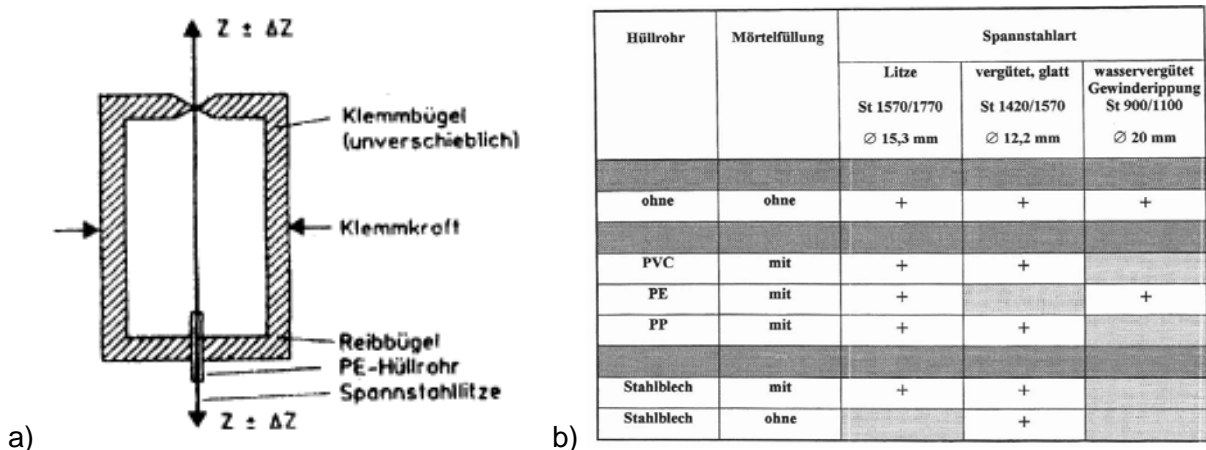 Z ± ΔZ
Klemmbügel
(unverschieblich)
Klemmkraft
Reibbügel
PE-Hüllrohr
Spannstahllitze
Z ± ΔZ
a)
b)
Hüllrohr Mörtelfüllung Spannstahlart
Litze vergütet, glatt wasservergütet
Gewinderippung
St 1570/1770 St 1420/1570 St 900/1100
∅ 15,3 mm ∅ 12,2 mm ∅ 20 mm
ohne ohne + + +
PVC mit + +
PE mit + +
PP mit + +
Stahlblech mit + +
Stahlblech ohne +